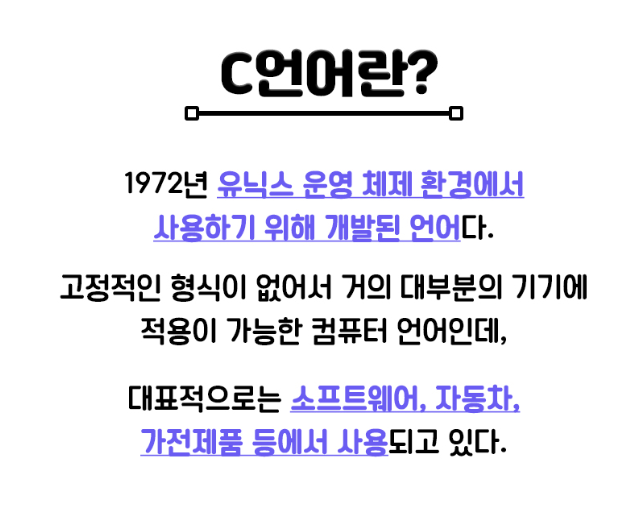 C언어란?
1972년 유닉스 운영 체제 환경에서
사용하기 위해 개발된 언어다.
고정적인 형식이 없어서 거의 대부분의 기기에
적용이 가능한 컴퓨터 언어인데,
대표적으로는 소프트웨어, 자동차,
가전제품 등에서 사용되고 있다.